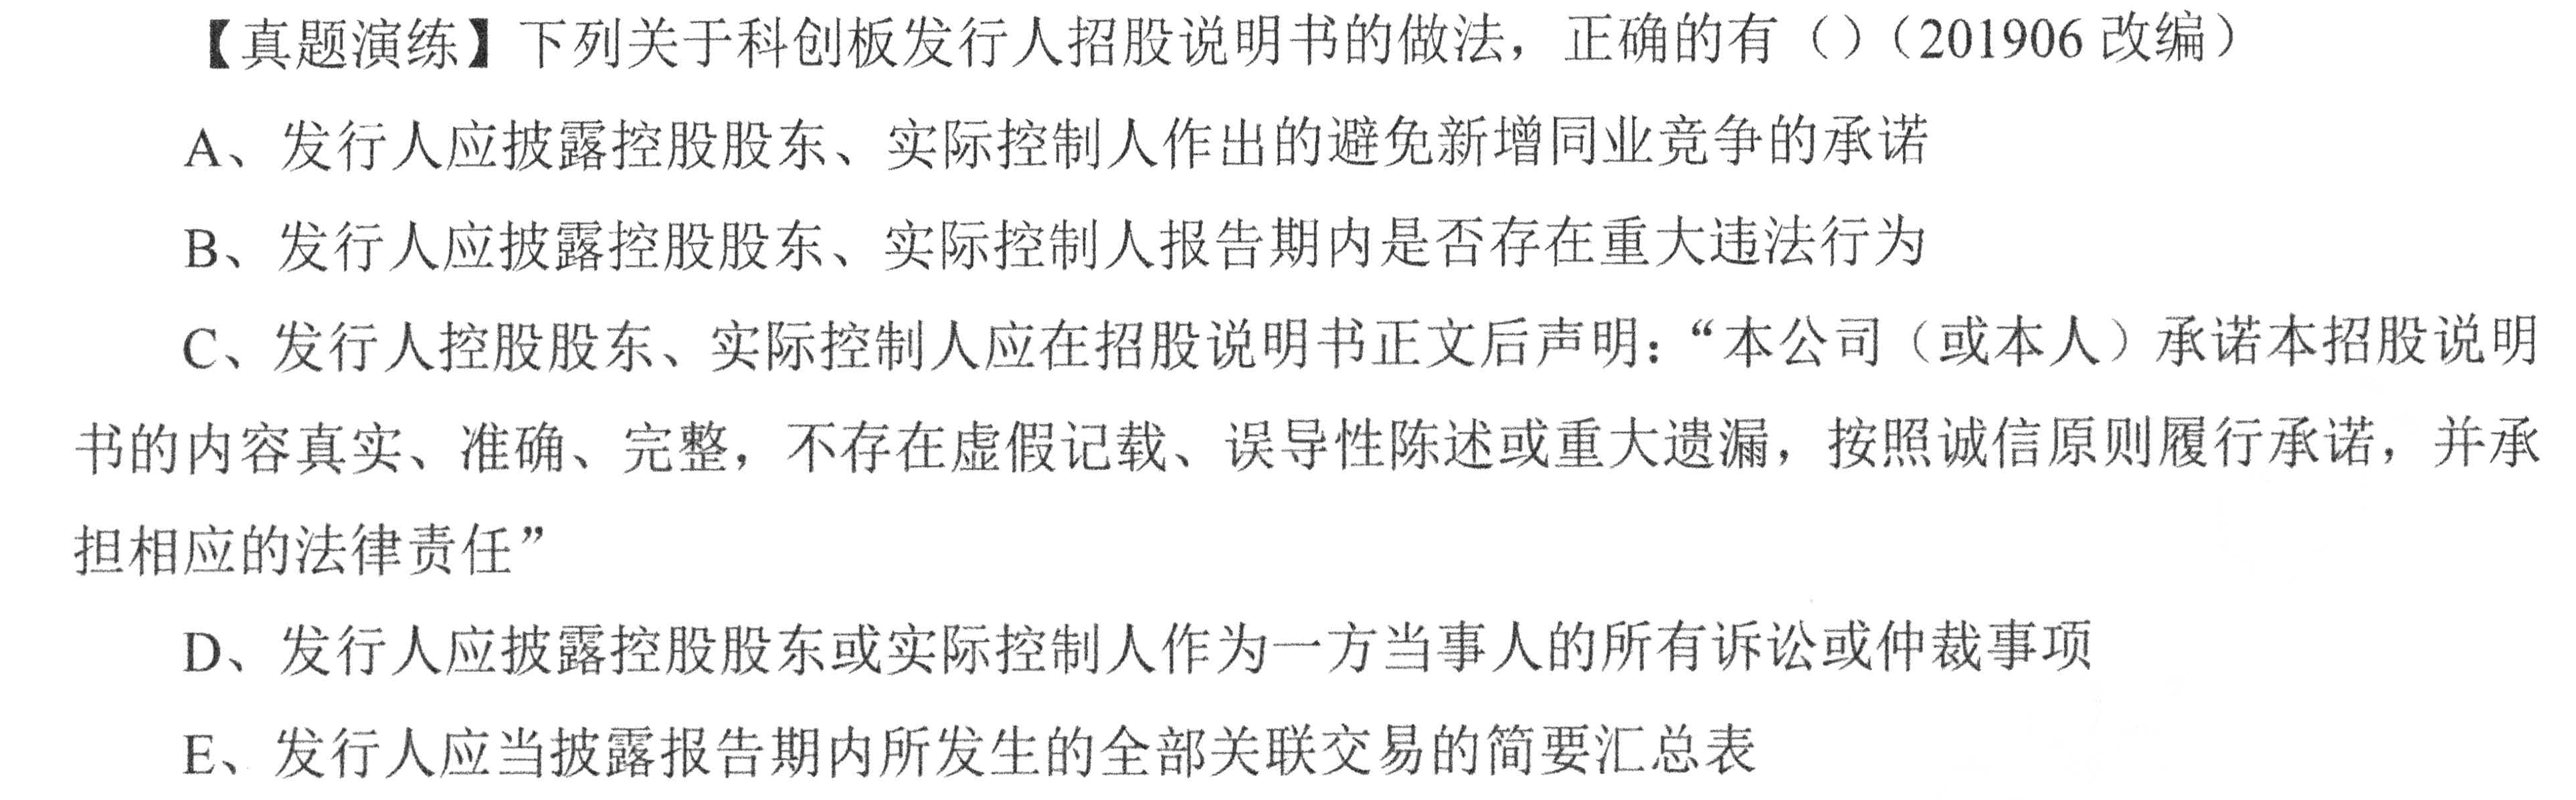 【真题演练】下列关于科创板发行人招股说明书的做法，正确的有（）（201906 改编）
A、发行人应披露控股股东、实际控制人作出的避免新增同业竞争的承诺
B、发行人应披露控股股东、实际控制人报告期内是否存在重大违法行为
C、发行人控股股东、实际控制人应在招股说明书正文后声明：“本公司（或本人）承诺本招股说明
书的内容真实、准确、完整，不存在虚假记载、误导性陈述或重大遗漏，按照诚信原则履行承诺，并承
担相应的法律责任”
D、发行人应披露控股股东或实际控制人作为一方当事人的所有诉讼或仲裁事项
E、发行人应当披露报告期内所发生的全部关联交易的简要汇总表